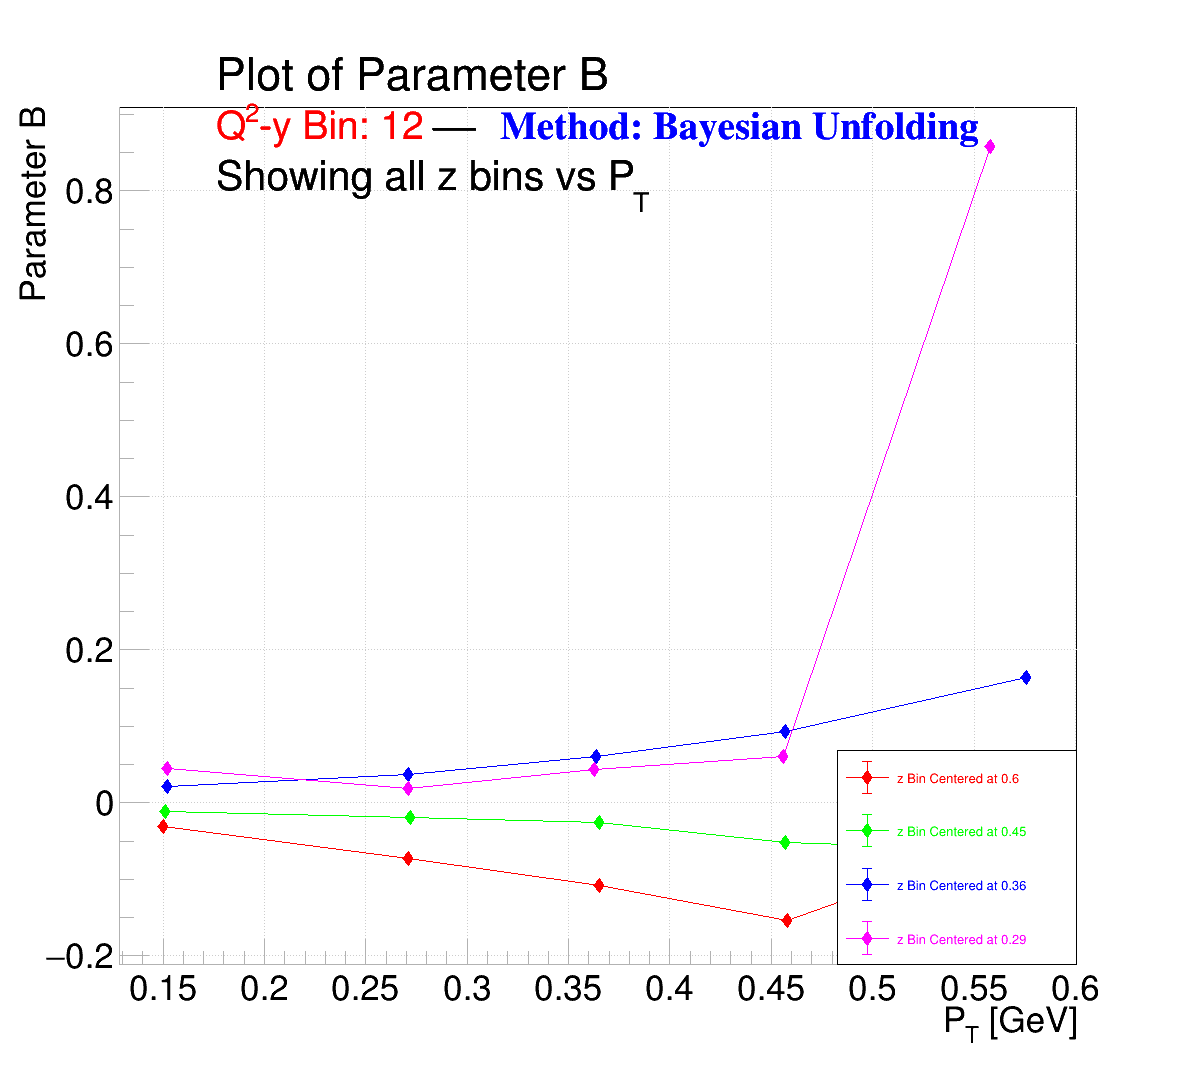 Plot of Parameter B
Q²-y Bin: 12 — Method: Bayesian Unfolding
Showing all z bins vs P_T
Parameter B
0.8
0.6
0.4
0.2
0
−0.2
z Bin Centered at 0.6
z Bin Centered at 0.45
z Bin Centered at 0.36
z Bin Centered at 0.29
0.15 0.2 0.25 0.3 0.35 0.4 0.45 0.5 0.55 0.6
P_T [GeV]